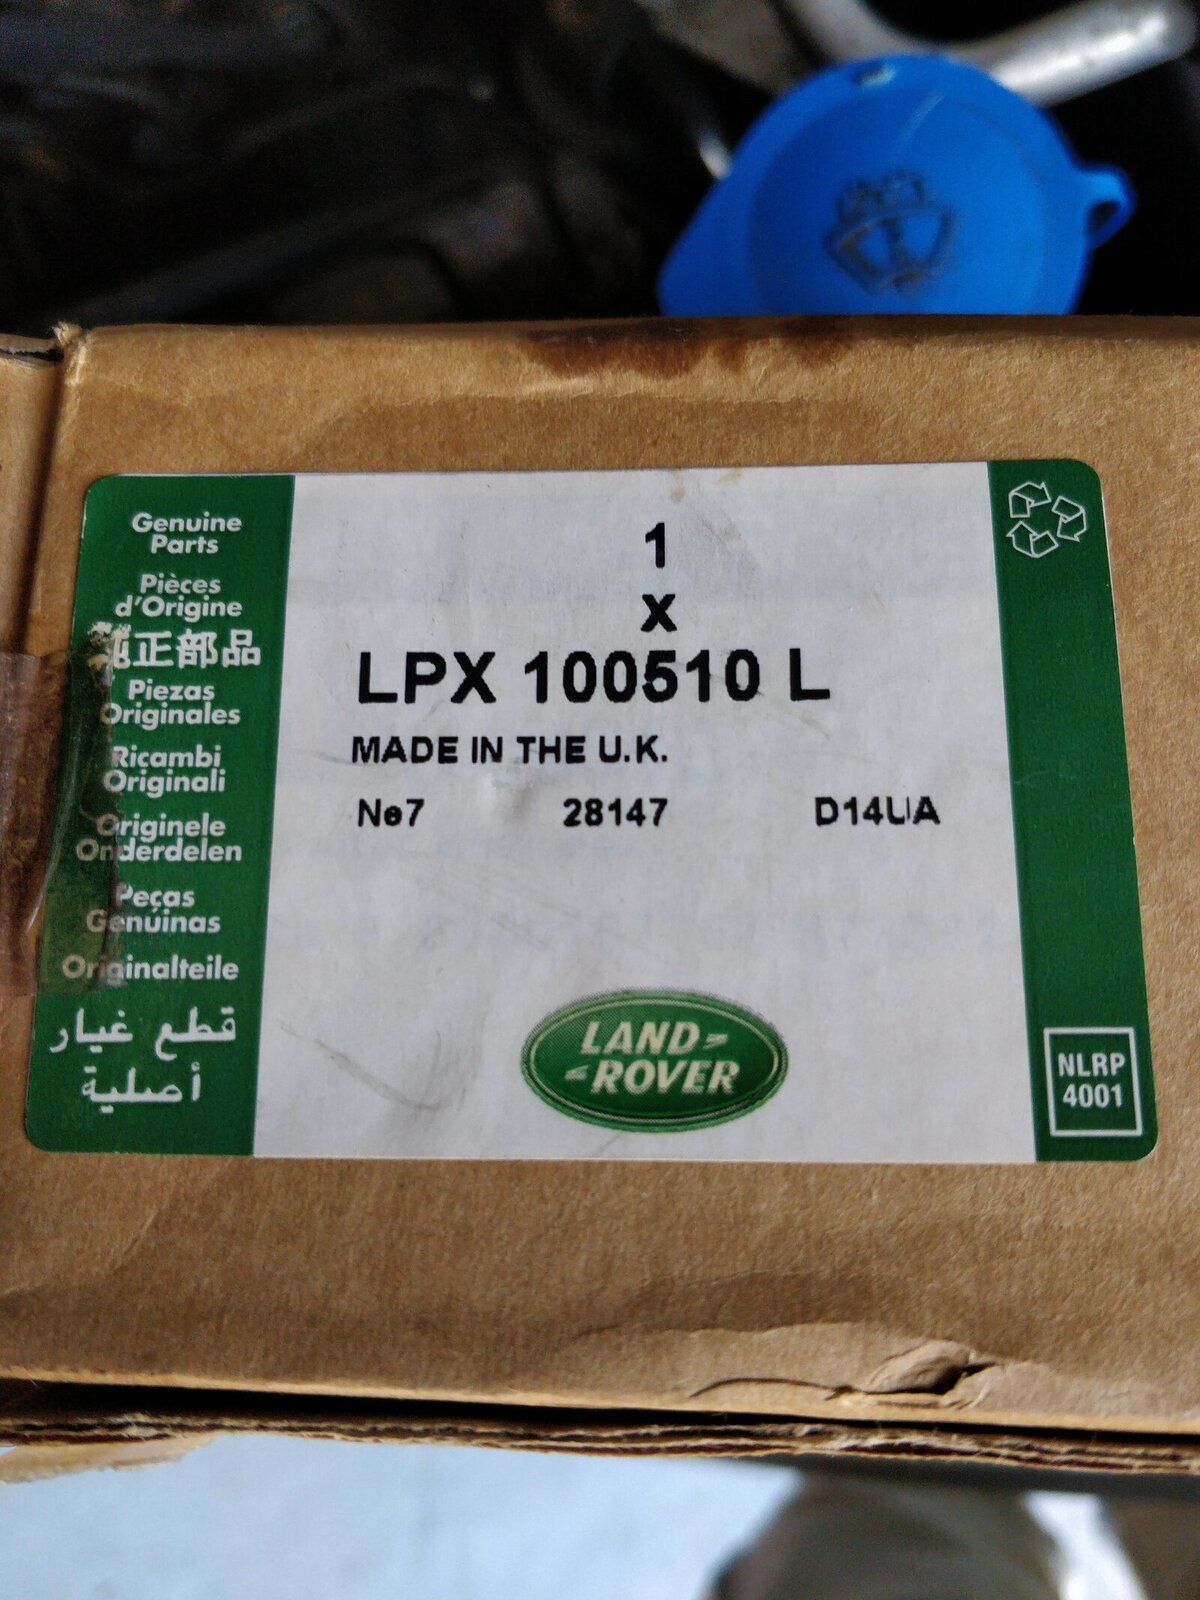 Genuine
Parts
Pièces
d'Origine
純正部品
Piezas
Originales
Ricambi
Originali
Originele
Onderdelen
Peças
Genuínas
Originalteile
قطع غيار
أصلية
1
x
LPX 100510 L
MADE IN THE U.K.
Ne7 28147 D14UA
LAND-
-ROVER
NLRP
4001